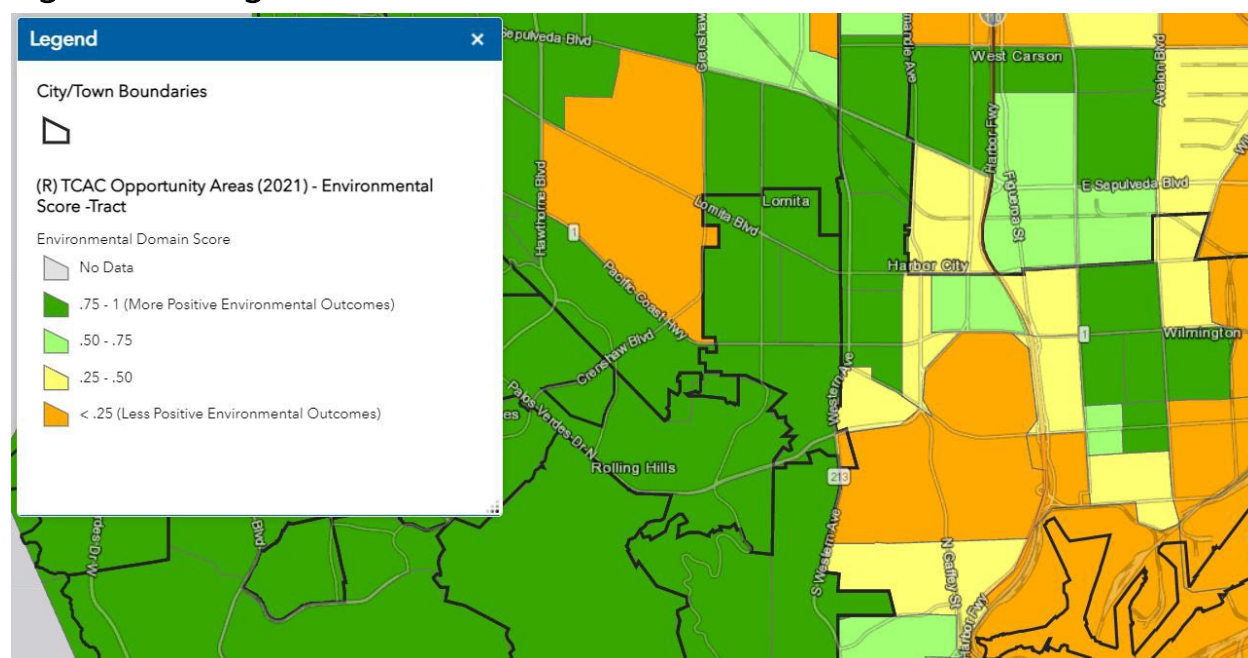 Legend
×
City/Town Boundaries
(R) TCAC Opportunity Areas (2021) - Environmental
Score -Tract
Environmental Domain Score
No Data
.75 - 1 (More Positive Environmental Outcomes)
.50 - .75
.25 - .50
< .25 (Less Positive Environmental Outcomes)
Sepulveda Blvd
Crenshaw
110
West Carson
Avalon Blvd
Harbor Fwy
Figueroa St
E Sepulveda Blvd
Hawthorne Blvd
Lomita
Lomita Blvd
1
Harbor City
Pacific Coast Hwy
1
Wilmington
Crenshaw Blvd
Palos Verdes Dr N
Western Ave
Rolling Hills
213
S Western Ave
N Gaffey St
Harbor Fwy